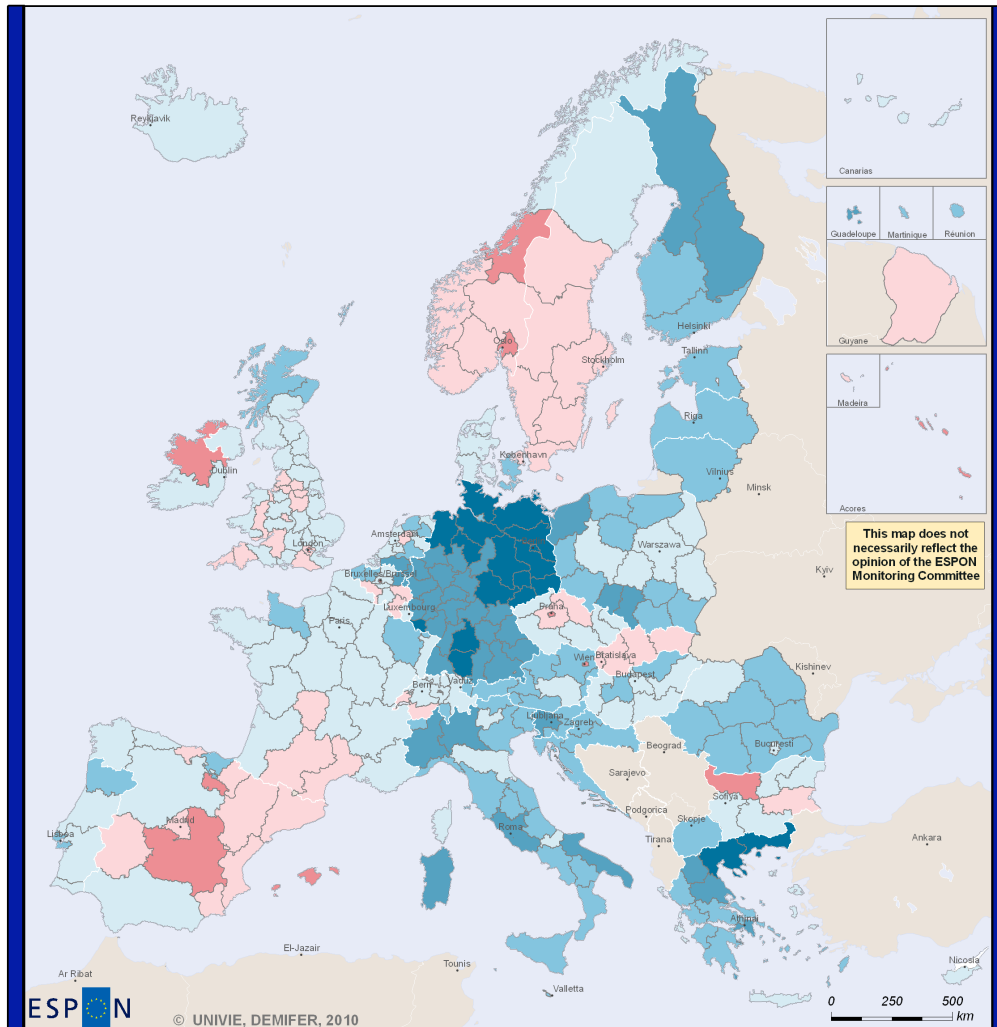 Reykjavik
Canarias
Guadeloupe
Martinique
Réunion
Guyane
Madeira
Acores
This map does not
necessarily reflect the
opinion of the ESPON
Monitoring Committee
Helsinki
Oslo
Tallinn
Stockholm
Riga
København
Vilnius
Dublin
Minsk
London
Amsterdam
Warszawa
Bruxelles/Brussel
Kyiv
Luxembourg
Praha
Paris
Wien
Bratislava
Kishinev
Bern
Vaduz
Budapest
Ljubljana
Zagreb
Beograd
Bucuresti
Sarajevo
Sofiya
Podgorica
Skopje
Madrid
Lisboa
Roma
Tirana
Ankara
Athinai
El-Jazair
Tounis
Nicosia
Ar Ribat
Valletta
ESPON
© UNIVIE, DEMIFER, 2010
0 250 500
km